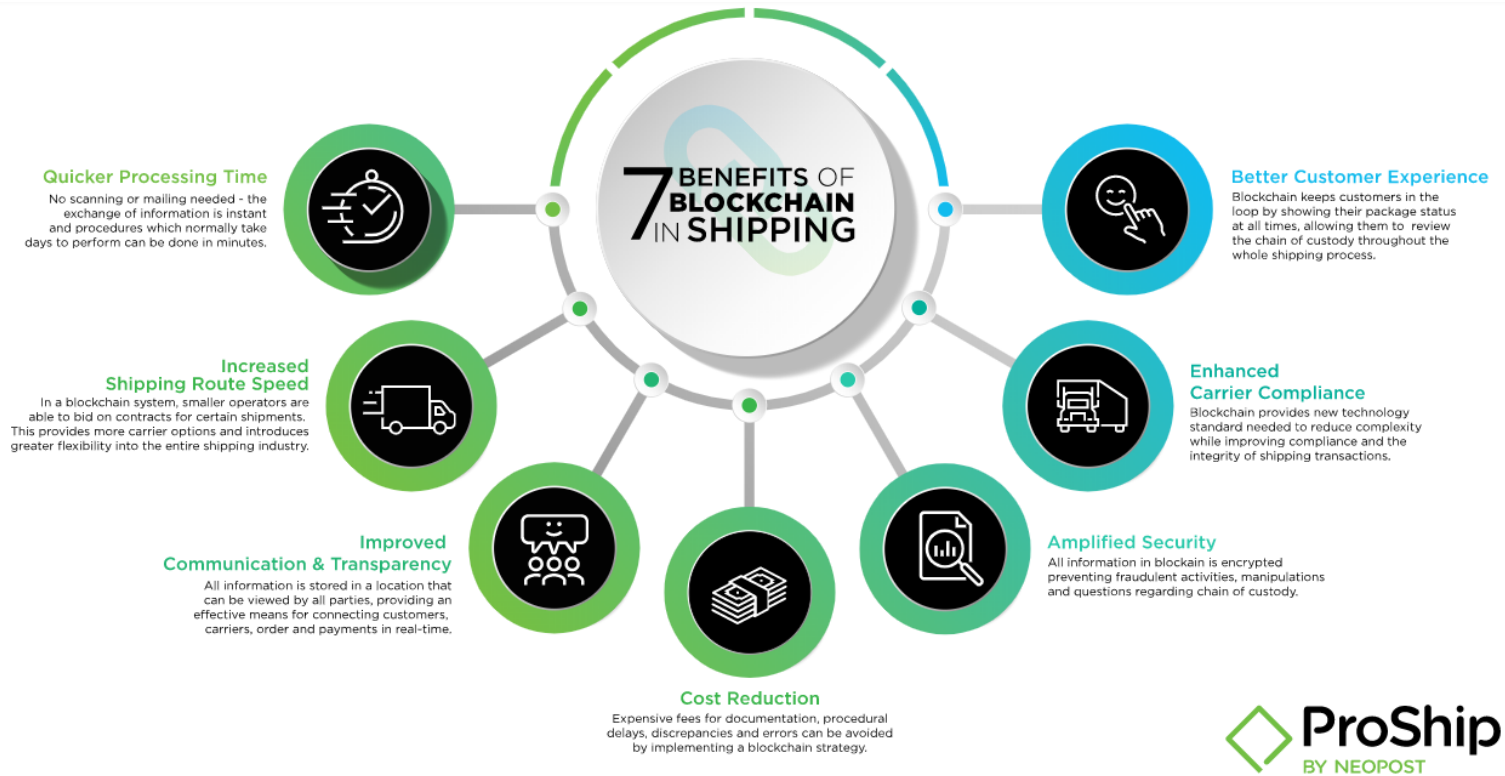 7 BENEFITS OF
BLOCKCHAIN
IN SHIPPING
Quicker Processing Time
No scanning or mailing needed - the
exchange of information is instant
and procedures which normally take
days to perform can be done in minutes.
Increased
Shipping Route Speed
In a blockchain system, smaller operators are
able to bid on contracts for certain shipments.
This provides more carrier options and introduces
greater flexibility into the entire shipping industry.
Improved
Communication & Transparency
All information is stored in a location that
can be viewed by all parties, providing an
effective means for connecting customers,
carriers, order and payments in real-time.
Cost Reduction
Expensive fees for documentation, procedural
delays, discrepancies and errors can be avoided
by implementing a blockchain strategy.
Amplified Security
All information in blockain is encrypted
preventing fraudulent activities, manipulations
and questions regarding chain of custody.
Enhanced
Carrier Compliance
Blockchain provides new technology
standard needed to reduce complexity
while improving compliance and the
integrity of shipping transactions.
Better Customer Experience
Blockchain keeps customers in the
loop by showing their package status
at all times, allowing them to review
the chain of custody throughout the
whole shipping process.
ProShip
BY NEOPOST